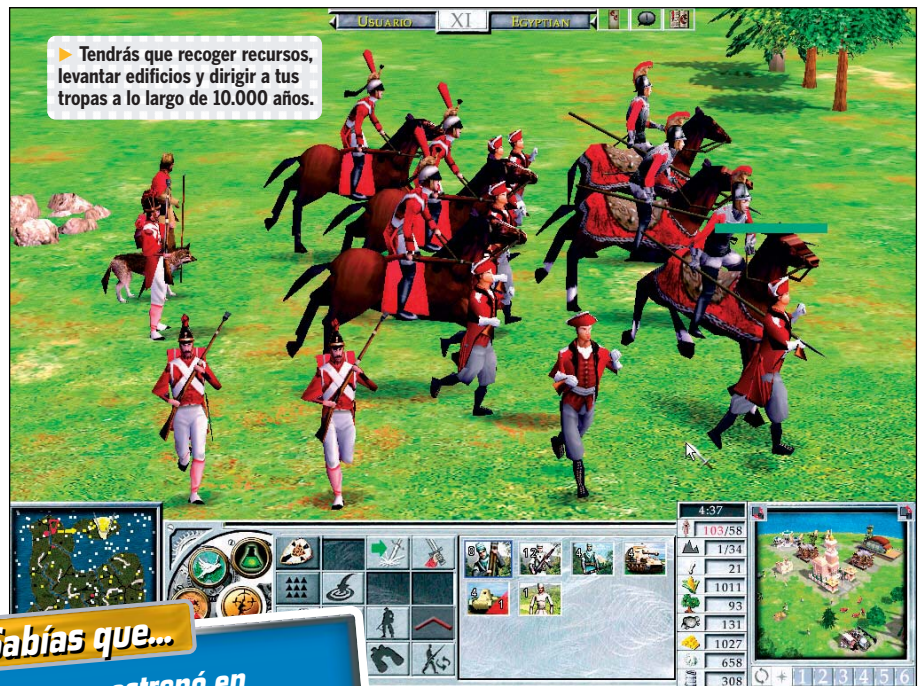 USUARIO XI EGYPTIAN
Tendrás que recoger recursos,
levantar edificios y dirigir a tus
tropas a lo largo de 10.000 años.
4:37
103/58
1/34
21
1011
93
131
1027
658
308
8 12 4 4
4 1 1
1 2 3 4 5 6
Sabías que...
estrenó en